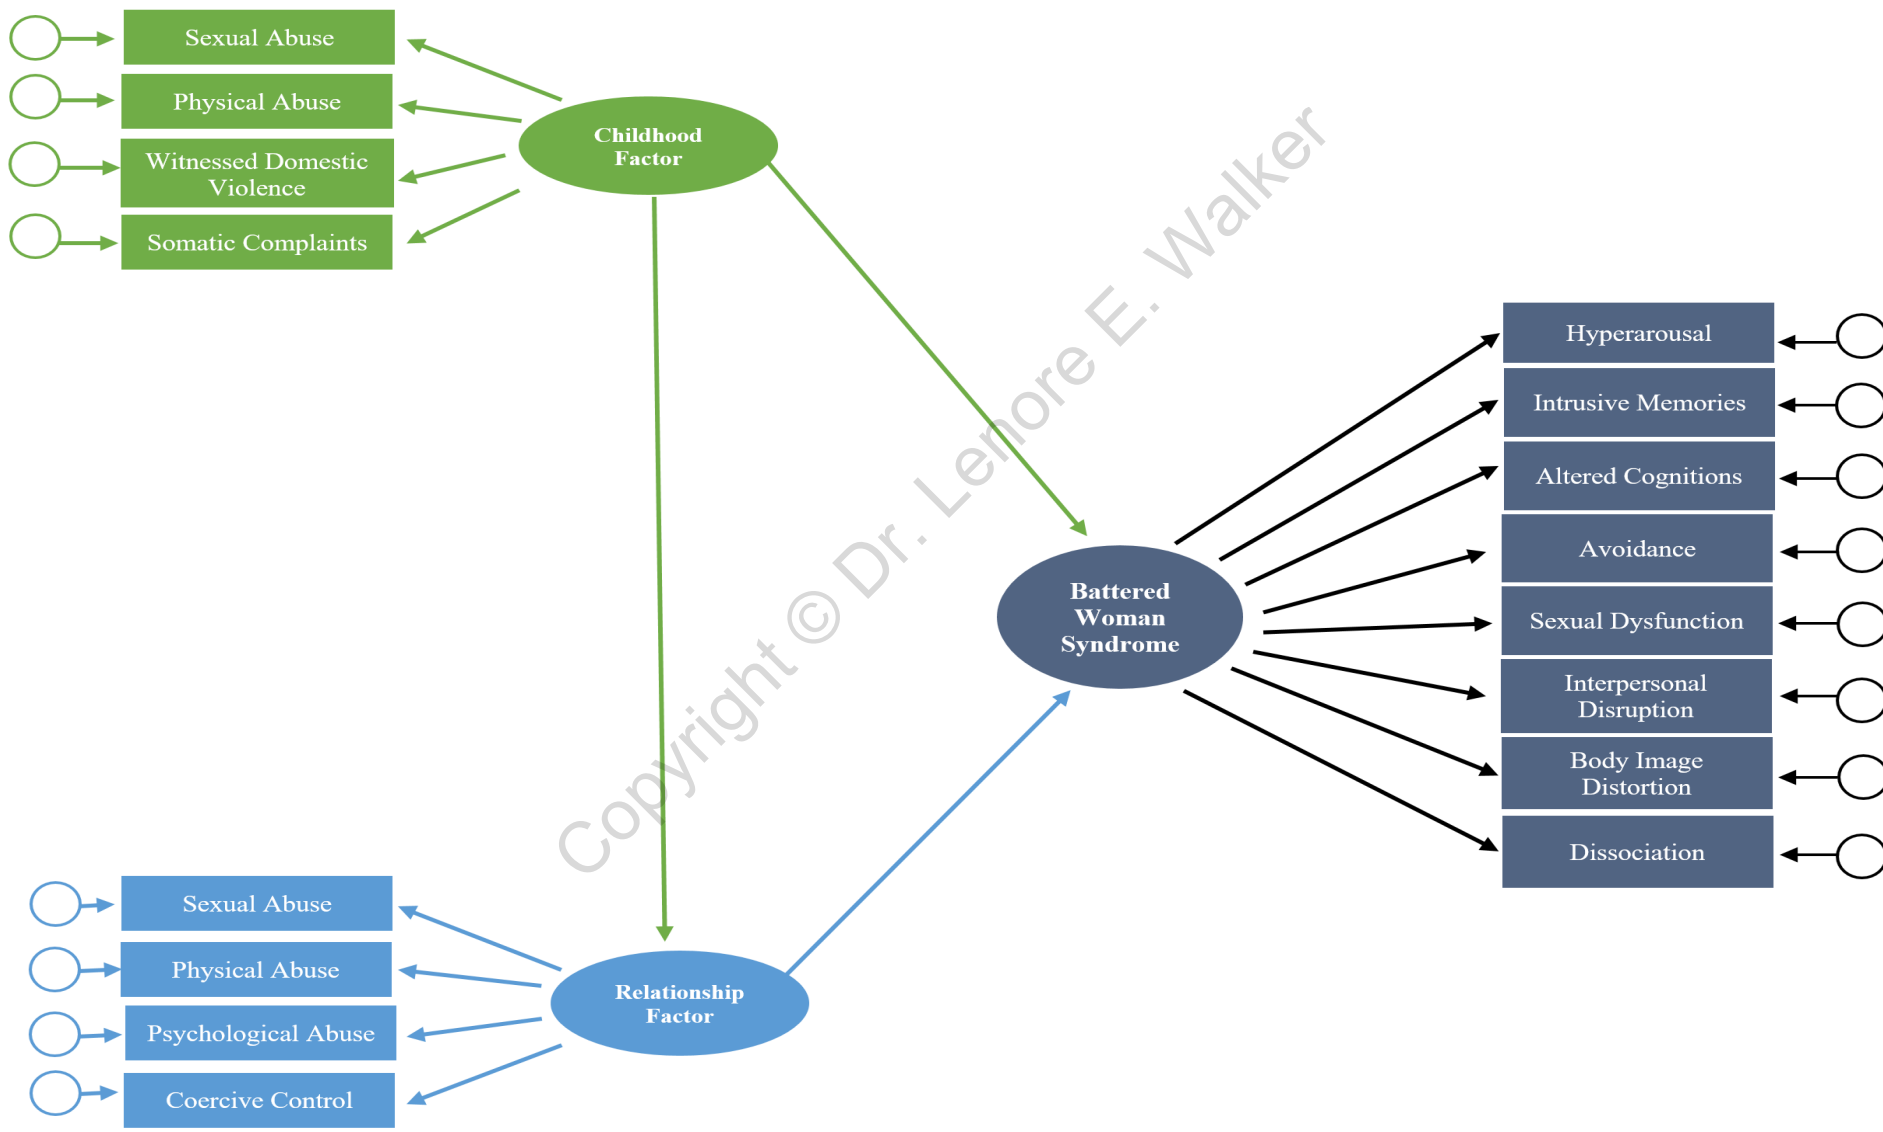 Sexual Abuse
Physical Abuse
Witnessed Domestic
Violence
Somatic Complaints
Childhood
Factor
Copyright © Dr. Lenore E. Walker
Battered
Woman
Syndrome
Hyperarousal
Intrusive Memories
Altered Cognitions
Avoidance
Sexual Dysfunction
Interpersonal
Disruption
Body Image
Distortion
Dissociation
Sexual Abuse
Physical Abuse
Psychological Abuse
Coercive Control
Relationship
Factor